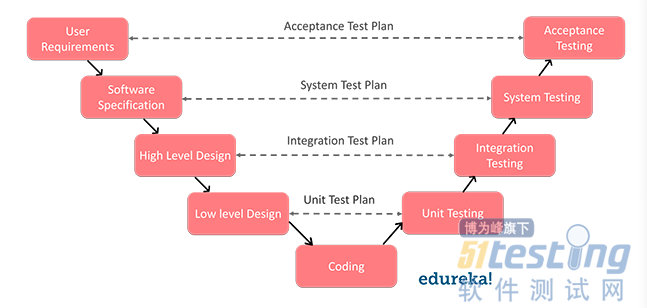 User
Requirements
Acceptance Test Plan
Acceptance
Testing
Software
Specification
System Test Plan
System Testing
High Level Design
Integration Test Plan
Integration
Testing
Low level Design
Unit Test Plan
Unit Testing
Coding
edureka!
博为峰旗下
51testing
软件测试网